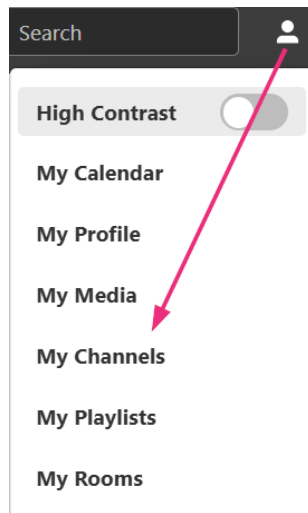 Search
High Contrast
My Calendar
My Profile
My Media
My Channels
My Playlists
My Rooms